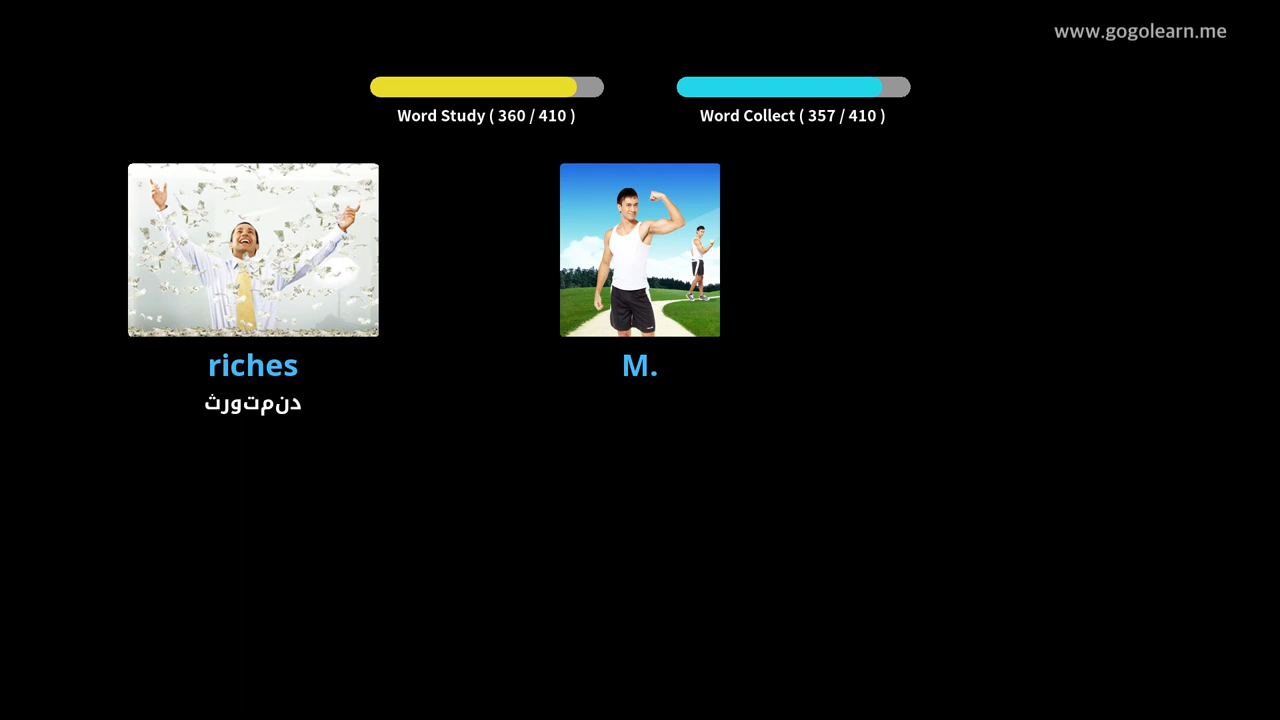 www.gogolearn.me
Word Study ( 360 / 410 )
Word Collect ( 357 / 410 )
riches
دنمتورث
M.